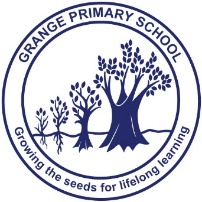 GRANGE PRIMARY SCHOOL
Growing the seeds for lifelong learning